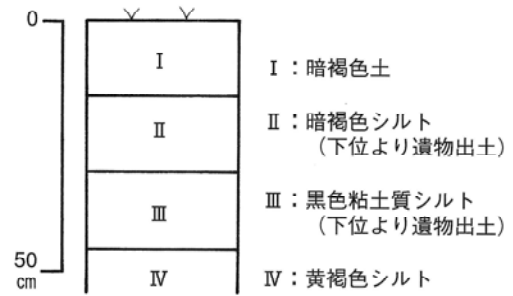 0
Ⅰ
Ⅰ：暗褐色土
Ⅱ
Ⅱ：暗褐色シルト
（下位より遺物出土）
Ⅲ
Ⅲ：黒色粘土質シルト
（下位より遺物出土）
50
cm
Ⅳ
Ⅳ：黄褐色シルト